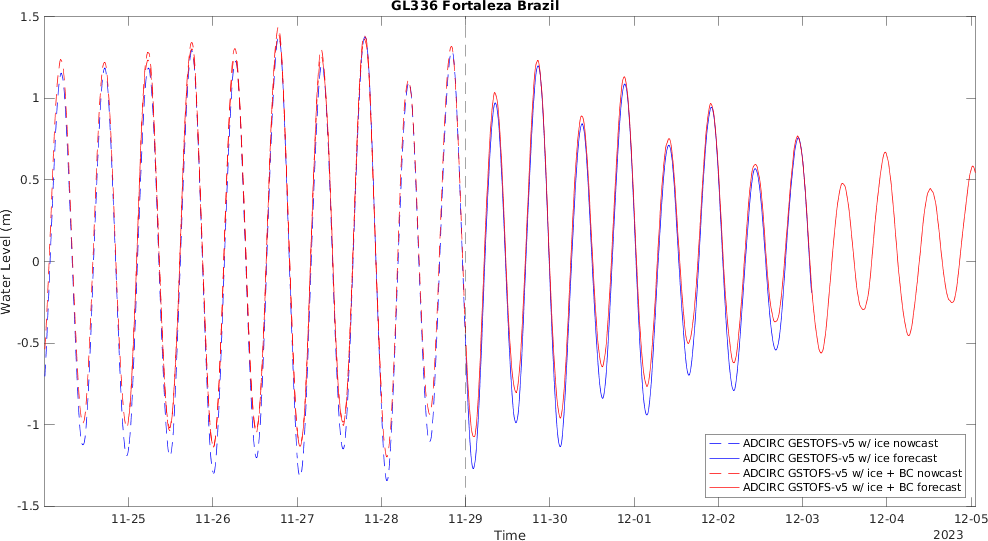 GL336 Fortaleza Brazil
1.5
1
0.5
0
-0.5
-1
-1.5
Water Level (m)
11-25 11-26 11-27 11-28 11-29 11-30 12-01 12-02 12-03 12-04 12-05
Time
2023
ADCIRC GESTOFS-v5 w/ ice nowcast
ADCIRC GESTOFS-v5 w/ ice forecast
ADCIRC GSTOFS-v5 w/ ice + BC nowcast
ADCIRC GSTOFS-v5 w/ ice + BC forecast